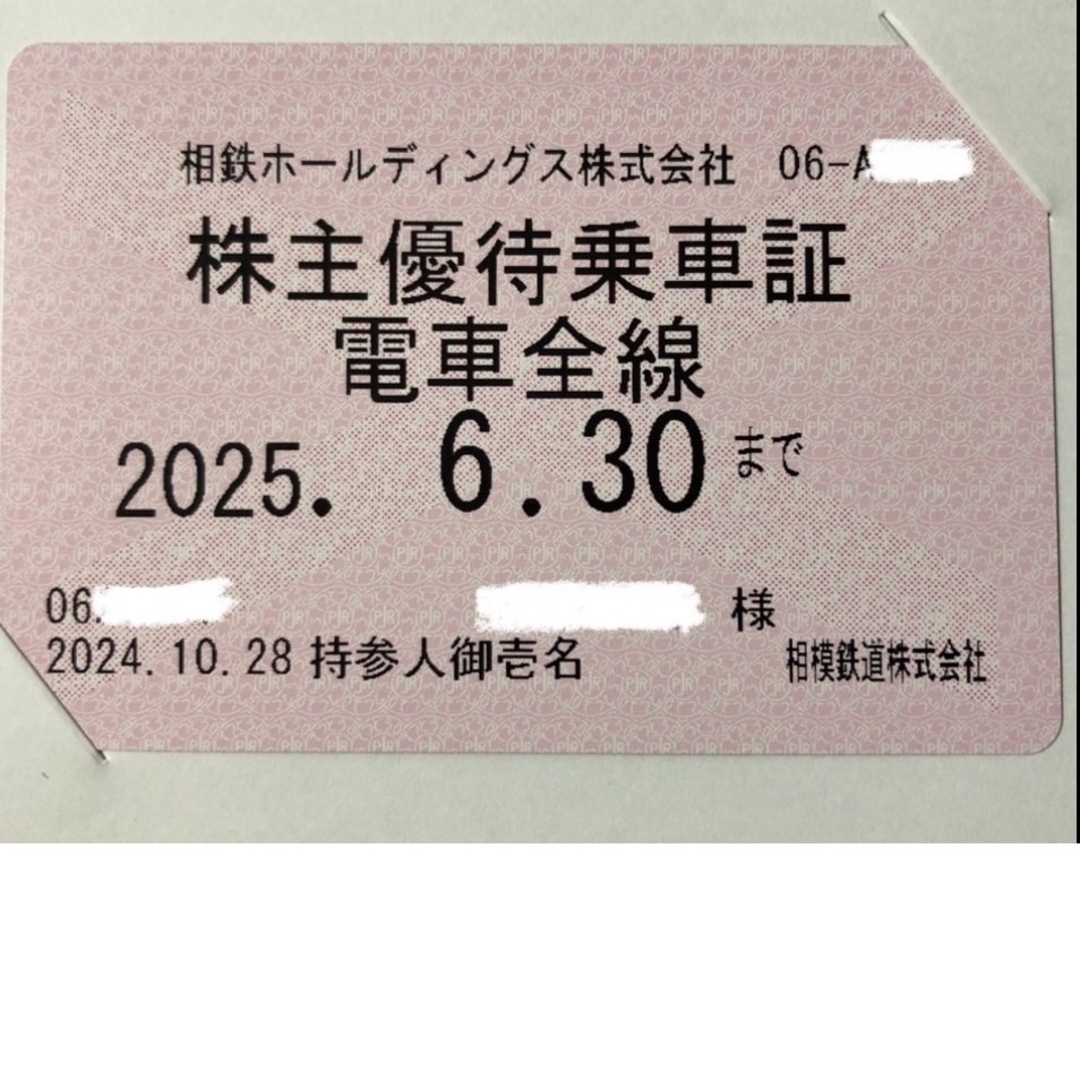 相鉄ホールディングス株式会社 06-A
株主優待乗車証
電車全線
2025. 6.30まで
06. 様
2024.10.28 持参人御壱名 相模鉄道株式会社